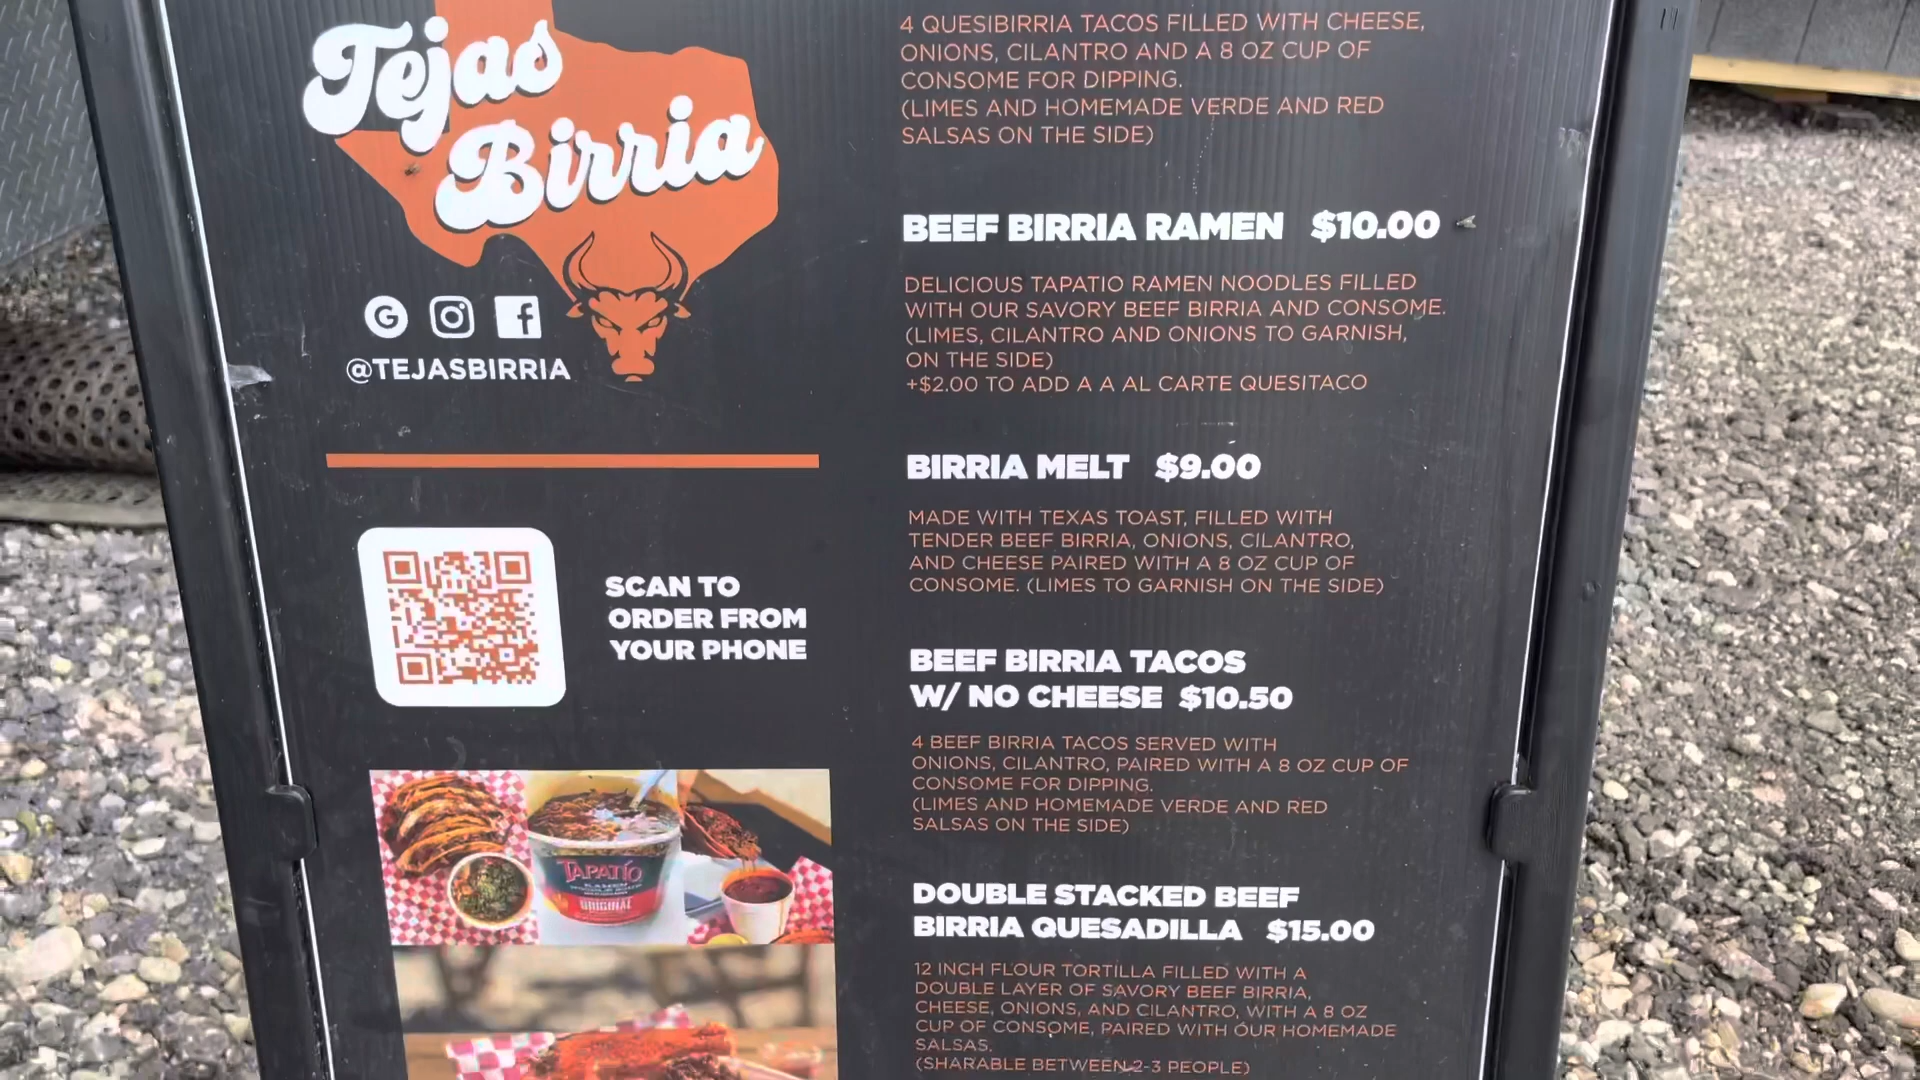 Tejas
Birria
@TEJASBIRRIA
SCAN TO
ORDER FROM
YOUR PHONE
TAPATÍO
RAMEN
ORIGINAL
4 QUESIBIRRIA TACOS FILLED WITH CHEESE,
ONIONS, CILANTRO AND A 8 OZ CUP OF
CONSOME FOR DIPPING.
(LIMES AND HOMEMADE VERDE AND RED
SALSAS ON THE SIDE)
BEEF BIRRIA RAMEN $10.00
DELICIOUS TAPATIO RAMEN NOODLES FILLED
WITH OUR SAVORY BEEF BIRRIA AND CONSOME.
(LIMES, CILANTRO AND ONIONS TO GARNISH,
ON THE SIDE)
+$2.00 TO ADD A A AL CARTE QUESITACO
BIRRIA MELT $9.00
MADE WITH TEXAS TOAST, FILLED WITH
TENDER BEEF BIRRIA, ONIONS, CILANTRO,
AND CHEESE PAIRED WITH A 8 OZ CUP OF
CONSOME. (LIMES TO GARNISH ON THE SIDE)
BEEF BIRRIA TACOS
W/ NO CHEESE $10.50
4 BEEF BIRRIA TACOS SERVED WITH
ONIONS, CILANTRO, PAIRED WITH A 8 OZ CUP OF
CONSOME FOR DIPPING.
(LIMES AND HOMEMADE VERDE AND RED
SALSAS ON THE SIDE)
DOUBLE STACKED BEEF
BIRRIA QUESADILLA $15.00
12 INCH FLOUR TORTILLA FILLED WITH A
DOUBLE LAYER OF SAVORY BEEF BIRRIA,
CHEESE, ONIONS, AND CILANTRO, WITH A 8 OZ
CUP OF CONSOME, PAIRED WITH OUR HOMEMADE
SALSAS.
(SHARABLE BETWEEN 2-3 PEOPLE)